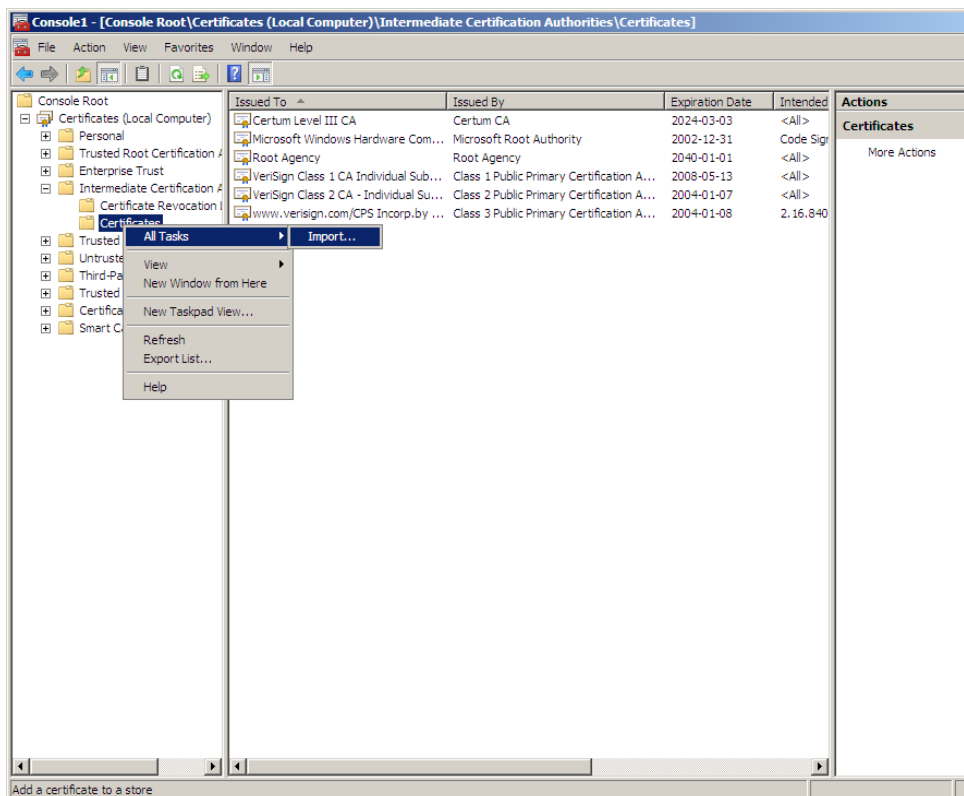 Console1 - [Console Root\Certificates (Local Computer)\Intermediate Certification Authorities\Certificates]
File Action View Favorites Window Help
Console Root
Certificates (Local Computer)
Personal
Trusted Root Certification A
Enterprise Trust
Intermediate Certification A
Certificate Revocation
Certificates
Trusted
Untruste
Third-Pa
Trusted
Certifica
Smart C
All Tasks
Import...
View
New Window from Here
New Taskpad View...
Refresh
Export List...
Help
Issued To Issued By Expiration Date Intended
Certum Level III CA Certum CA 2024-03-03 <All>
Microsoft Windows Hardware Com... Microsoft Root Authority 2002-12-31 Code Sigr
Root Agency Root Agency 2040-01-01 <All>
VeriSign Class 1 CA Individual Sub... Class 1 Public Primary Certification A... 2008-05-13 <All>
VeriSign Class 2 CA - Individual Su... Class 2 Public Primary Certification A... 2004-01-07 <All>
www.verisign.com/CPS Incorp.by ... Class 3 Public Primary Certification A... 2004-01-08 2.16.840
Actions
Certificates
More Actions
Add a certificate to a store